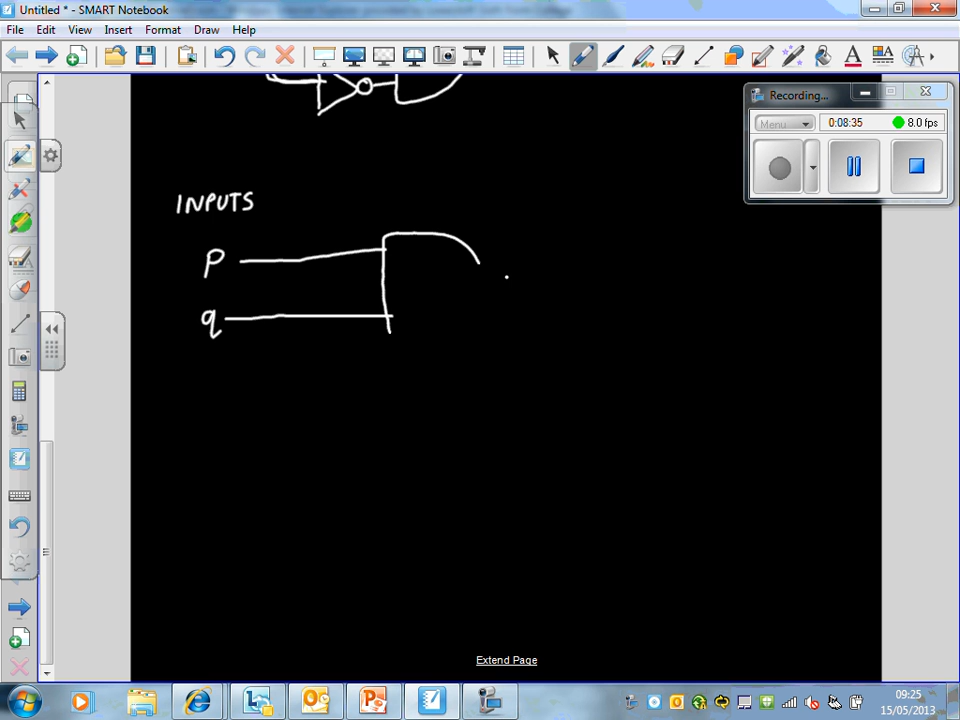 Untitled * - SMART Notebook
File Edit View Insert Format Draw Help
Recording...
Menu 0:08:35 8.0 fps
INPUTS
p
q
Extend Page
09:25
15/05/2013